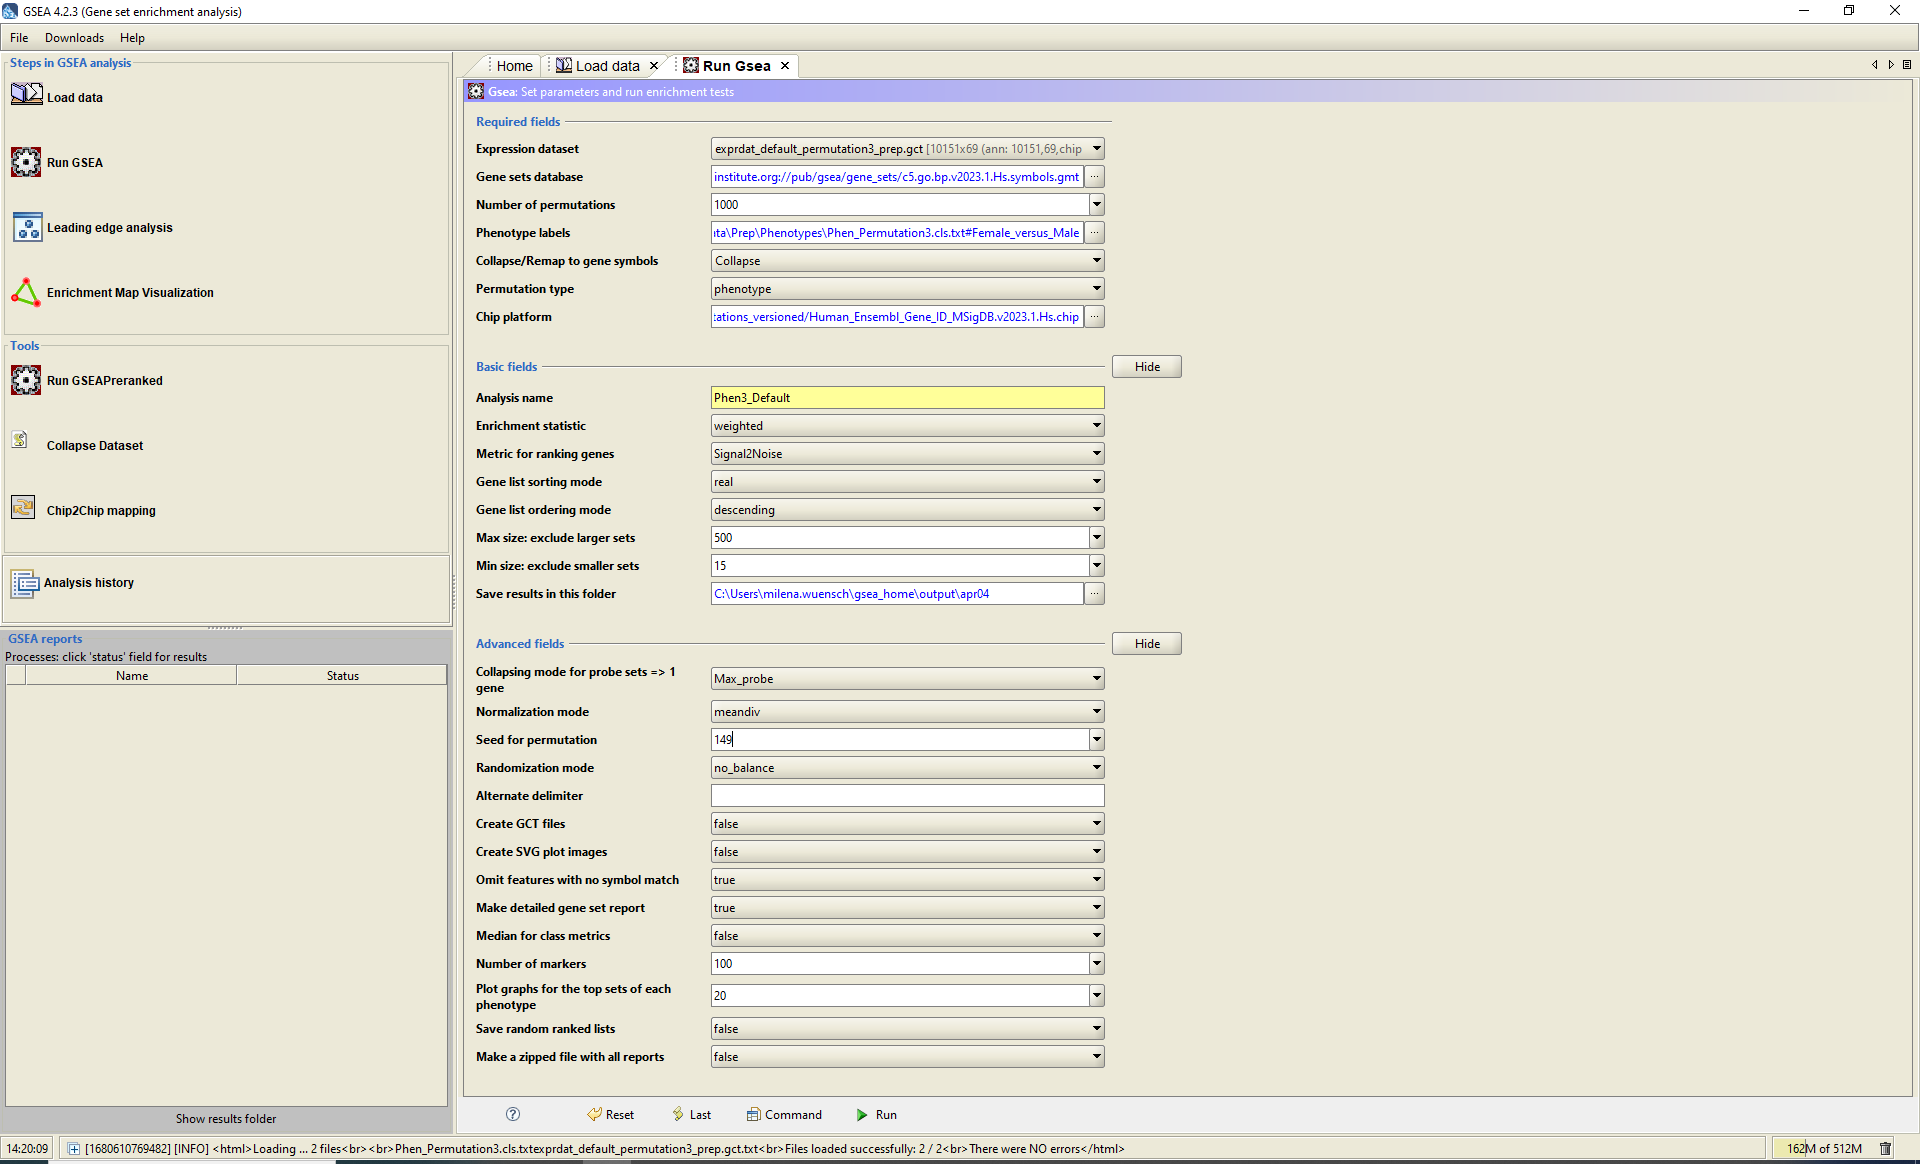 GSEA 4.2.3 (Gene set enrichment analysis)
File Downloads Help
Steps in GSEA analysis
Load data
Run GSEA
Leading edge analysis
Enrichment Map Visualization
Tools
Run GSEAPreranked
Collapse Dataset
Chip2Chip mapping
Analysis history
GSEA reports
Processes: click 'status' field for results
Name Status
Show results folder
Home Load data Run Gsea
Gsea: Set parameters and run enrichment tests
Required fields
Expression dataset exprdat_default_permutation3_prep.gct [10151x69 (ann: 10151,69,chip
Gene sets database institute.org://pub/gsea/gene_sets/c5.go.bp.v2023.1.Hs.symbols.gmt ...
Number of permutations 1000
Phenotype labels ıta\Prep\Phenotypes\Phen_Permutation3.cls.txt#Female_versus_Male ...
Collapse/Remap to gene symbols Collapse
Permutation type phenotype
Chip platform tations_versioned/Human_Ensembl_Gene_ID_MSigDB.v2023.1.Hs.chip ...
Basic fields Hide
Analysis name Phen3_Default
Enrichment statistic weighted
Metric for ranking genes Signal2Noise
Gene list sorting mode real
Gene list ordering mode descending
Max size: exclude larger sets 500
Min size: exclude smaller sets 15
Save results in this folder C:\Users\milena.wuensch\gsea_home\output\apr04 ...
Advanced fields Hide
Collapsing mode for probe sets => 1
gene Max_probe
Normalization mode meandiv
Seed for permutation 149
Randomization mode no_balance
Alternate delimiter
Create GCT files false
Create SVG plot images false
Omit features with no symbol match true
Make detailed gene set report true
Median for class metrics false
Number of markers 100
Plot graphs for the top sets of each
phenotype 20
Save random ranked lists false
Make a zipped file with all reports false
? Reset Last Command Run
14:20:09 [1680610769482] [INFO] <html>Loading ... 2 files<br><br>Phen_Permutation3.cls.txtexprdat_default_permutation3_prep.gct.txt<br>Files loaded successfully: 2 / 2<br>There were NO errors</html> 162M of 512M